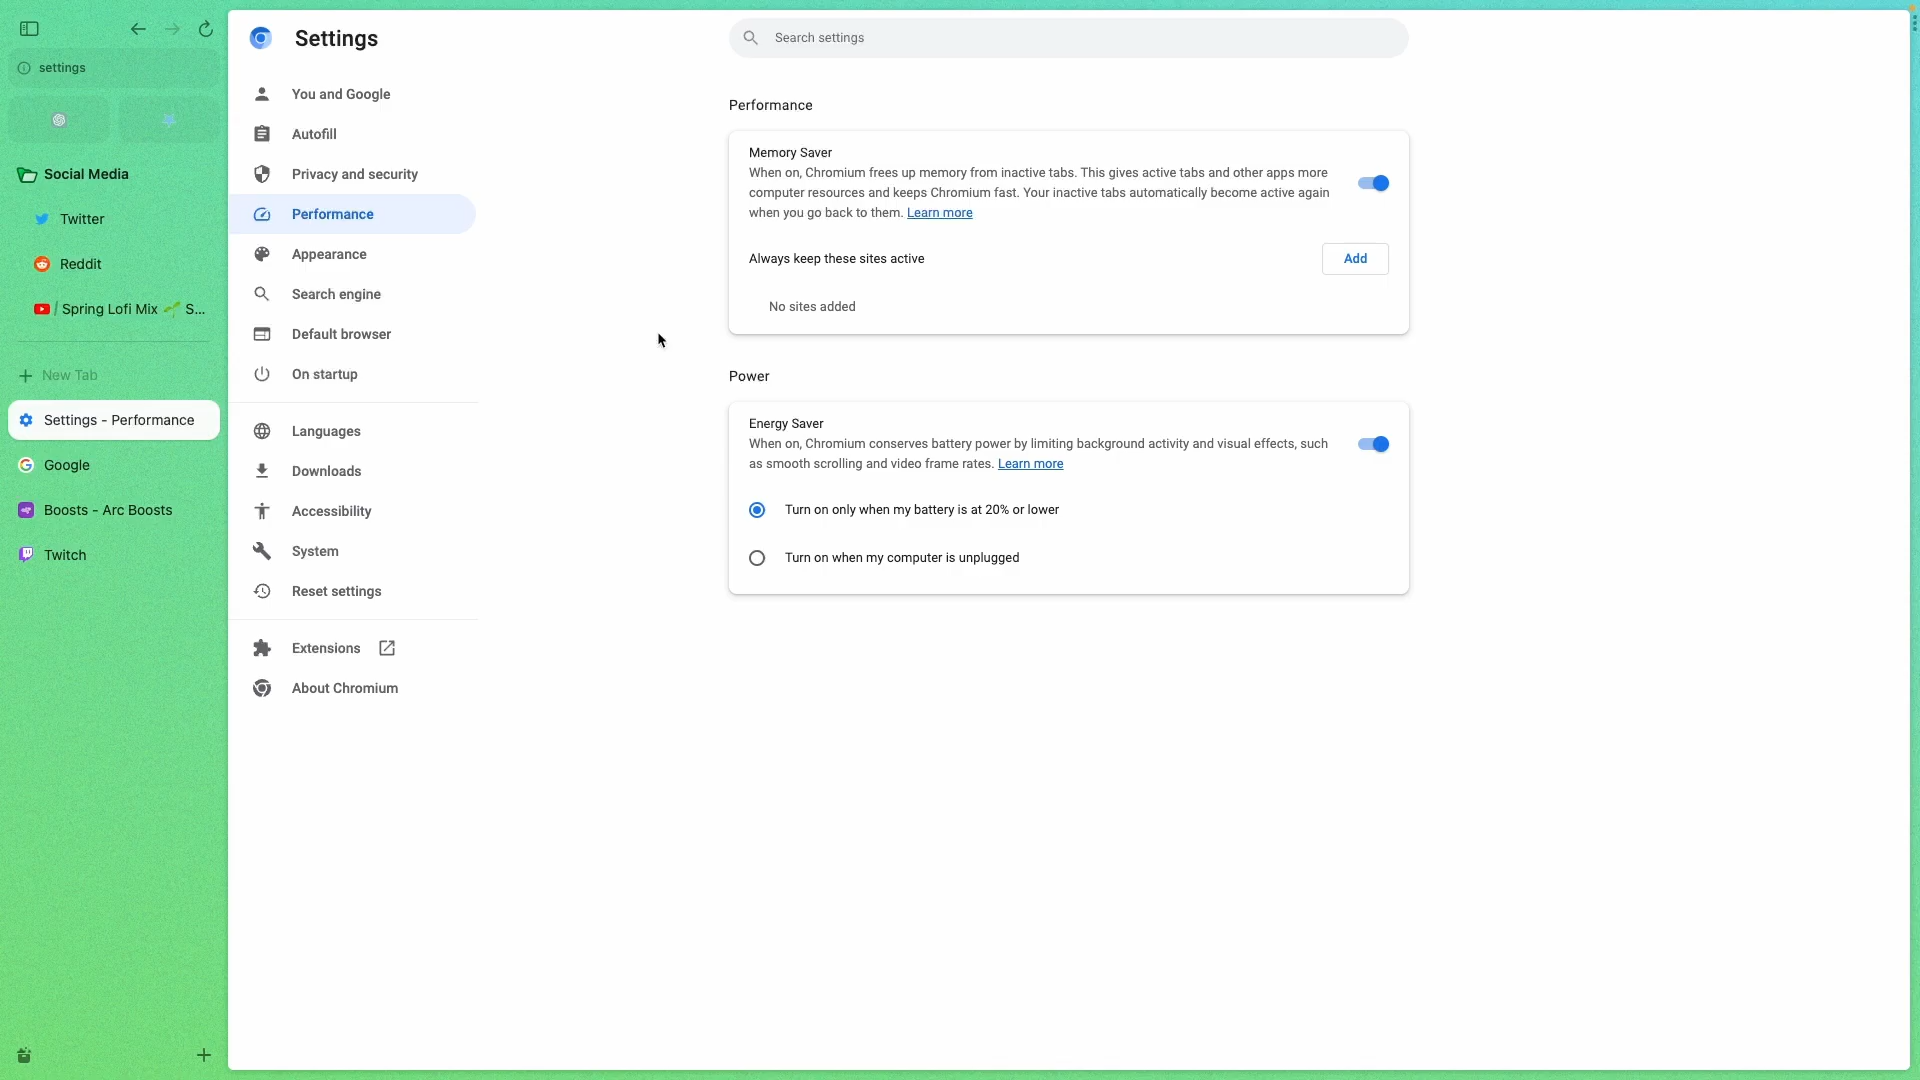 settings
Social Media
Twitter
Reddit
/ Spring Lofi Mix 🌱 S...
New Tab
Settings - Performance
Google
Boosts - Arc Boosts
Twitch
Settings
You and Google
Autofill
Privacy and security
Performance
Appearance
Search engine
Default browser
On startup
Languages
Downloads
Accessibility
System
Reset settings
Extensions
About Chromium
Search settings
Performance
Memory Saver
When on, Chromium frees up memory from inactive tabs. This gives active tabs and other apps more
computer resources and keeps Chromium fast. Your inactive tabs automatically become active again
when you go back to them. Learn more
Always keep these sites active
Add
No sites added
Power
Energy Saver
When on, Chromium conserves battery power by limiting background activity and visual effects, such
as smooth scrolling and video frame rates. Learn more
Turn on only when my battery is at 20% or lower
Turn on when my computer is unplugged